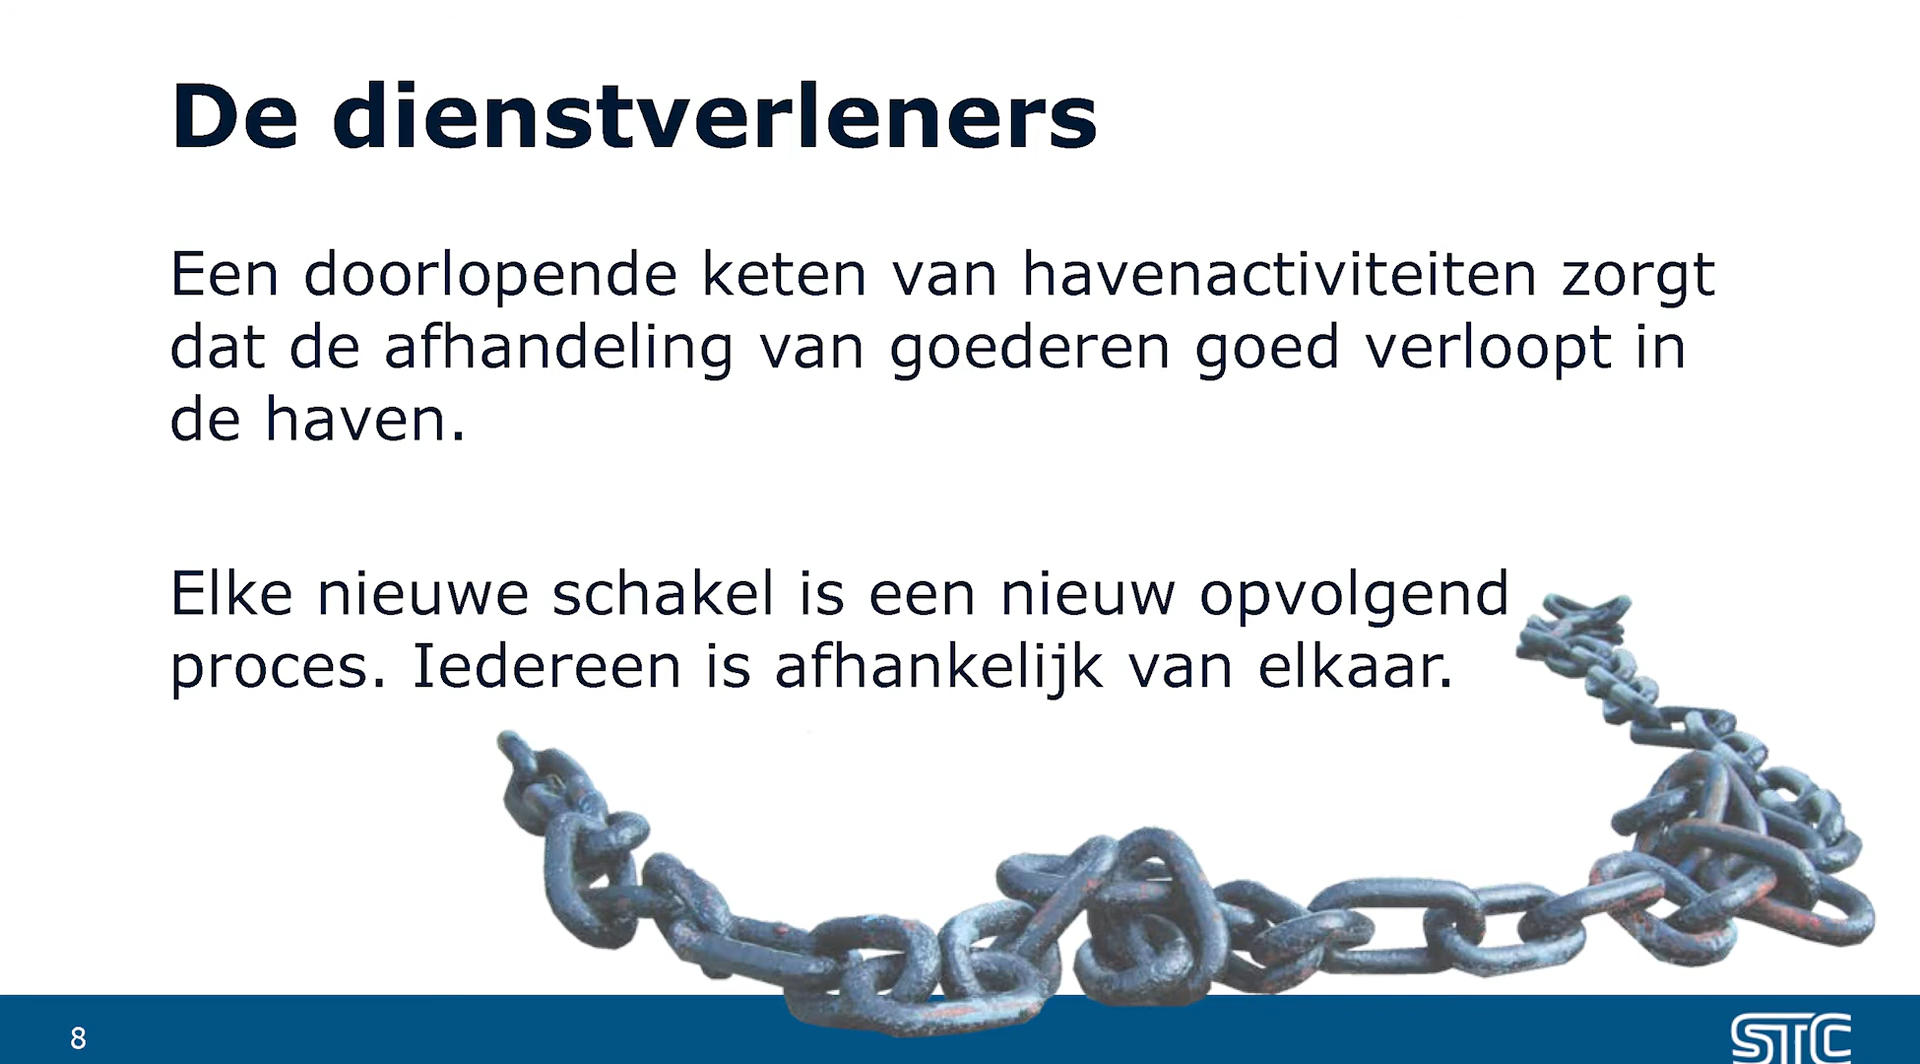 De dienstverleners
Een doorlopende keten van havenactiviteiten zorgt
dat de afhandeling van goederen goed verloopt in
de haven.
Elke nieuwe schakel is een nieuw opvolgend
proces. Iedereen is afhankelijk van elkaar.
8
STC